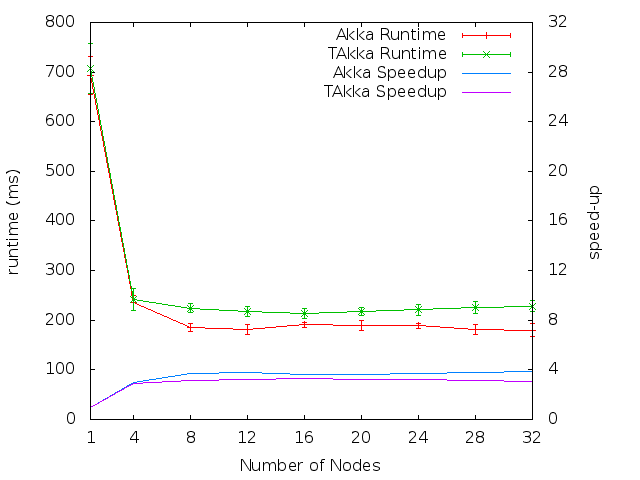 800
700
600
500
400
300
200
100
0
runtime (ms)
32
28
24
20
16
12
8
4
0
speed-up
Akka Runtime
TAkka Runtime
Akka Speedup
TAkka Speedup
1 4 8 12 16 20 24 28 32
Number of Nodes